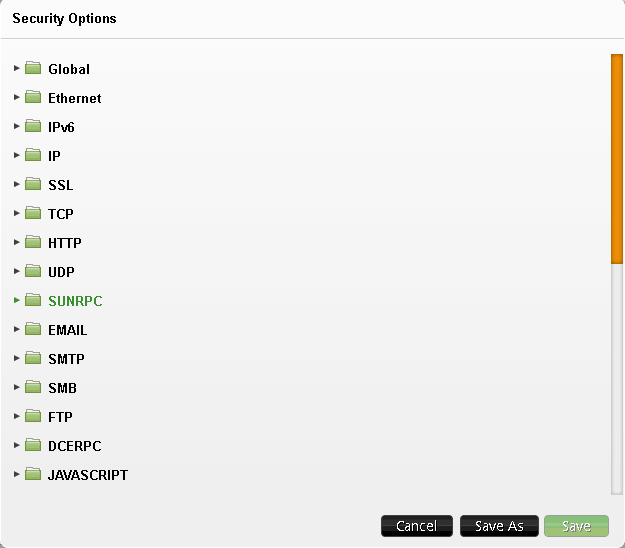 Security Options
Global
Ethernet
IPv6
IP
SSL
TCP
HTTP
UDP
SUNRPC
EMAIL
SMTP
SMB
FTP
DCERPC
JAVASCRIPT
Cancel Save As Save